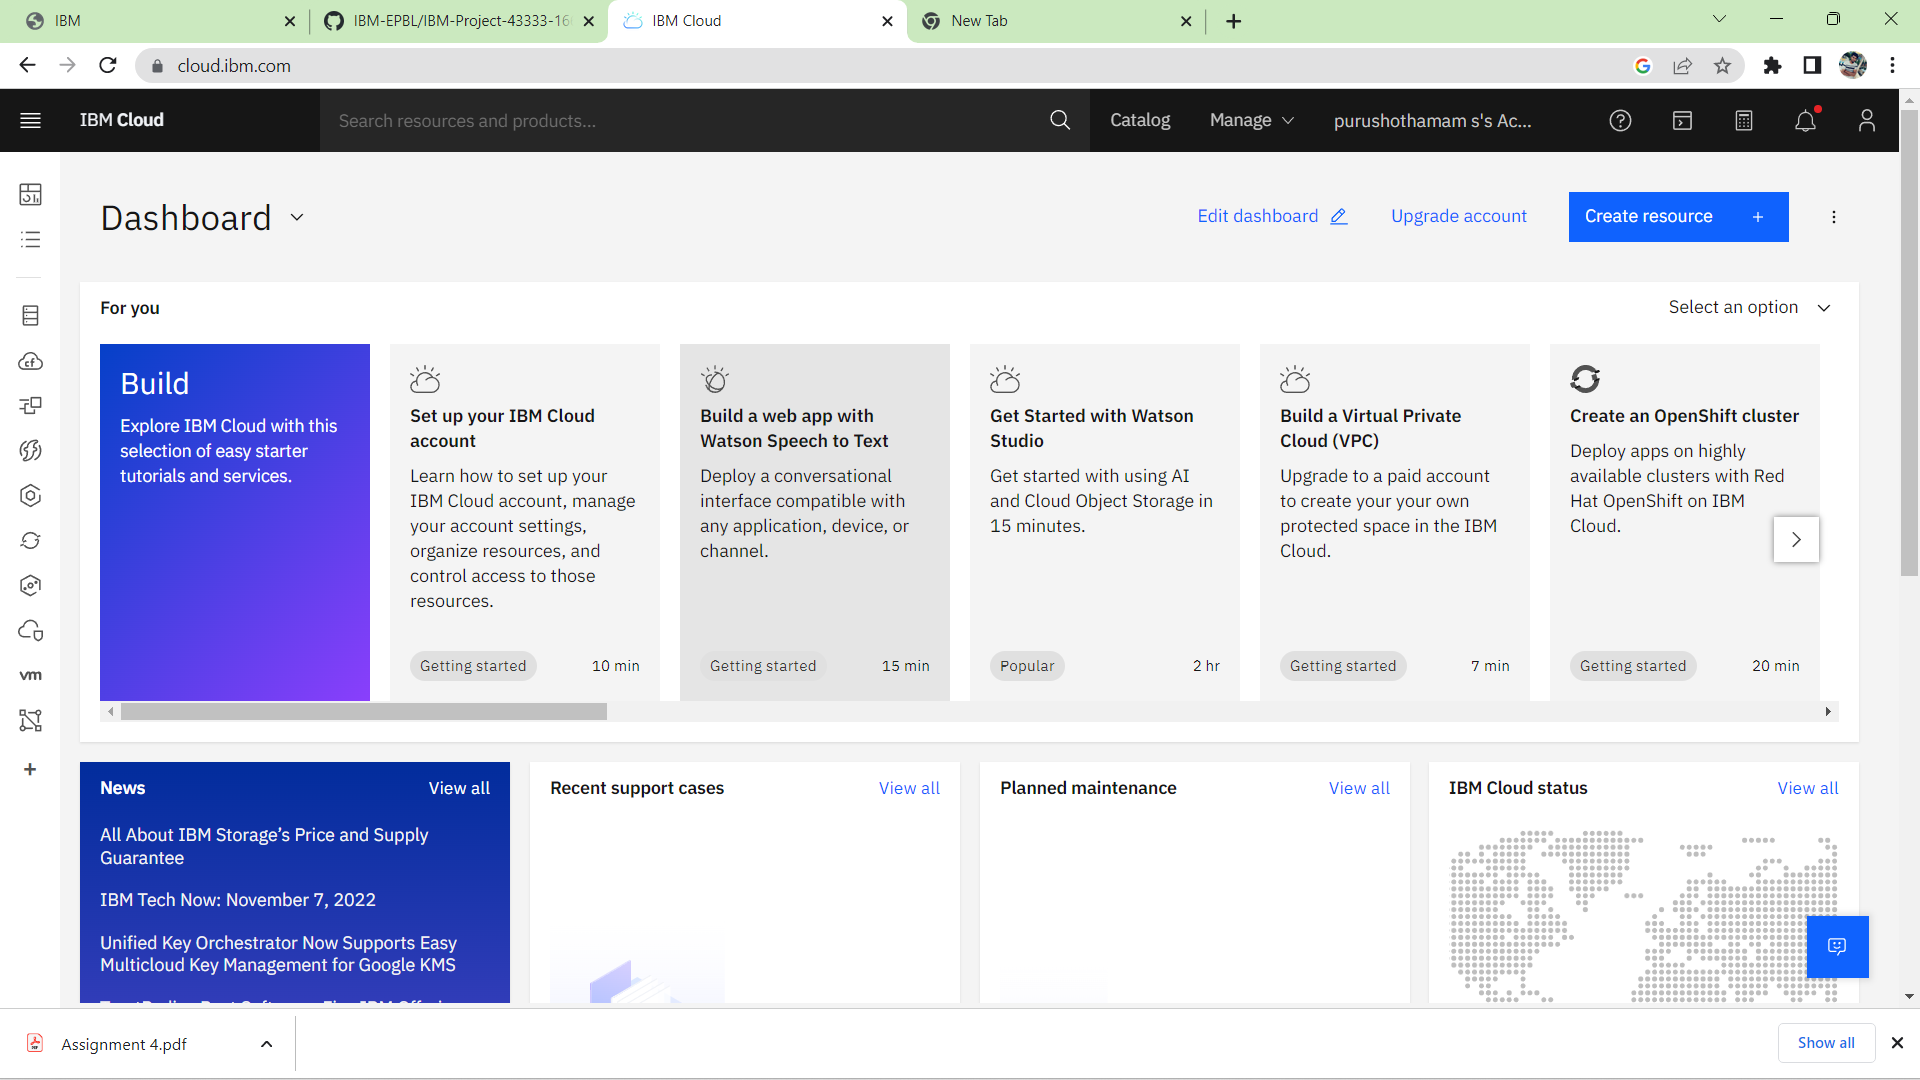 IBM
IBM-EPBL/IBM-Project-43333-16
IBM Cloud
New Tab
cloud.ibm.com
IBM Cloud
Search resources and products...
Catalog
Manage
purushothamam s's Ac...
Dashboard
Edit dashboard
Upgrade account
Create resource
For you
Select an option
Build
Explore IBM Cloud with this
selection of easy starter
tutorials and services.
Set up your IBM Cloud
account
Learn how to set up your
IBM Cloud account, manage
your account settings,
organize resources, and
control access to those
resources.
Getting started
10 min
Build a web app with
Watson Speech to Text
Deploy a conversational
interface compatible with
any application, device, or
channel.
Getting started
15 min
Get Started with Watson
Studio
Get started with using AI
and Cloud Object Storage in
15 minutes.
Popular
2 hr
Build a Virtual Private
Cloud (VPC)
Upgrade to a paid account
to create your your own
protected space in the IBM
Cloud.
Getting started
7 min
Create an OpenShift cluster
Deploy apps on highly
available clusters with Red
Hat OpenShift on IBM
Cloud.
Getting started
20 min
vm
News
View all
All About IBM Storage’s Price and Supply
Guarantee
IBM Tech Now: November 7, 2022
Unified Key Orchestrator Now Supports Easy
Multicloud Key Management for Google KMS
Recent support cases
View all
Planned maintenance
View all
IBM Cloud status
View all
Assignment 4.pdf
Show all